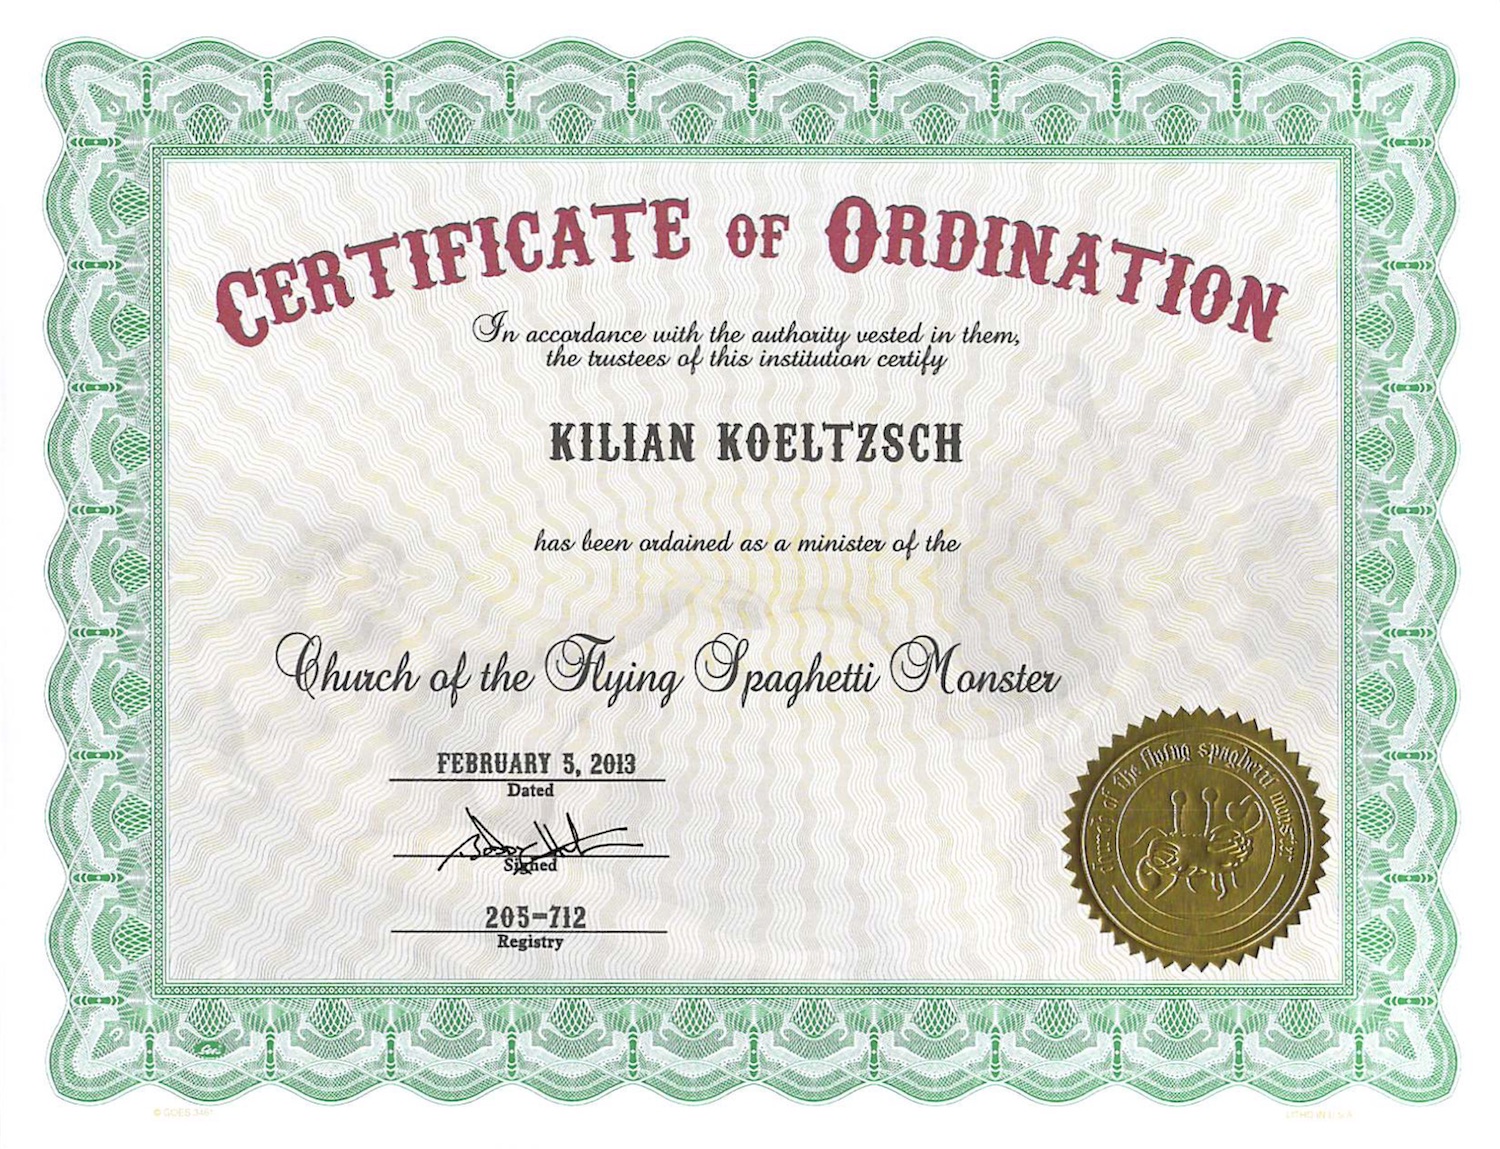 CERTIFICATE OF ORDINATION
In accordance with the authority vested in them,
the trustees of this institution certify
KILIAN KOELTZSCH
has been ordained as a minister of the
Church of the Flying Spaghetti Monster
FEBRUARY 5, 2013
Dated
Signed
205-712
Registry
church of the flying spaghetti monster
© GOES 3451
LITHO IN U.S.A.